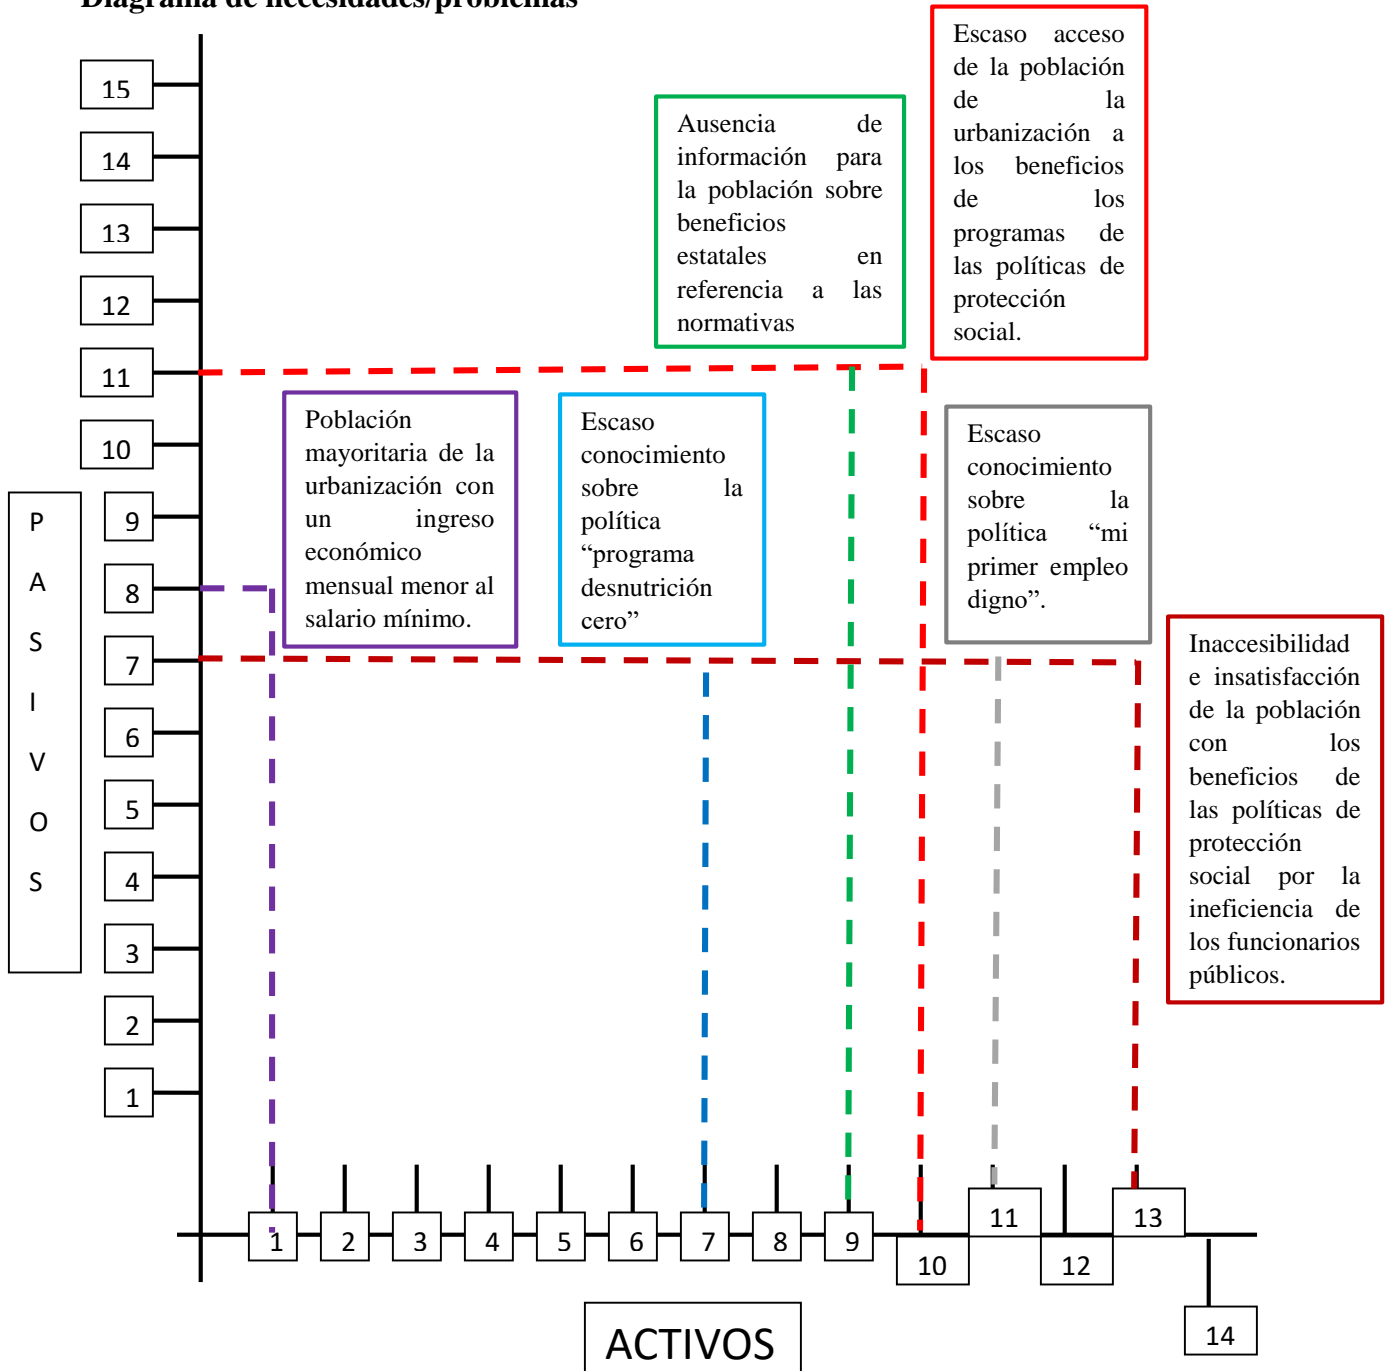 Diagrama de necesidades/problemas
Escaso acceso
de la población
de la
urbanización a
los beneficios
de los
programas de
las políticas de
protección
social.
Ausencia de
información para
la población sobre
beneficios
estatales en
referencia a las
normativas
15
14
13
12
11
10
9
8
7
6
5
4
3
2
1
P
A
S
I
V
O
S
Población
mayoritaria de la
urbanización con
un ingreso
económico
mensual menor al
salario mínimo.
Escaso
conocimiento
sobre la
política
“programa
desnutrición
cero”
Escaso
conocimiento
sobre la
política “mi
primer empleo
digno”.
Inaccesibilidad
e insatisfacción
de la población
con los
beneficios de
las políticas de
protección
social por la
ineficiencia de
los funcionarios
públicos.
1
2
3
4
5
6
7
8
9
10
11
12
13
14
ACTIVOS